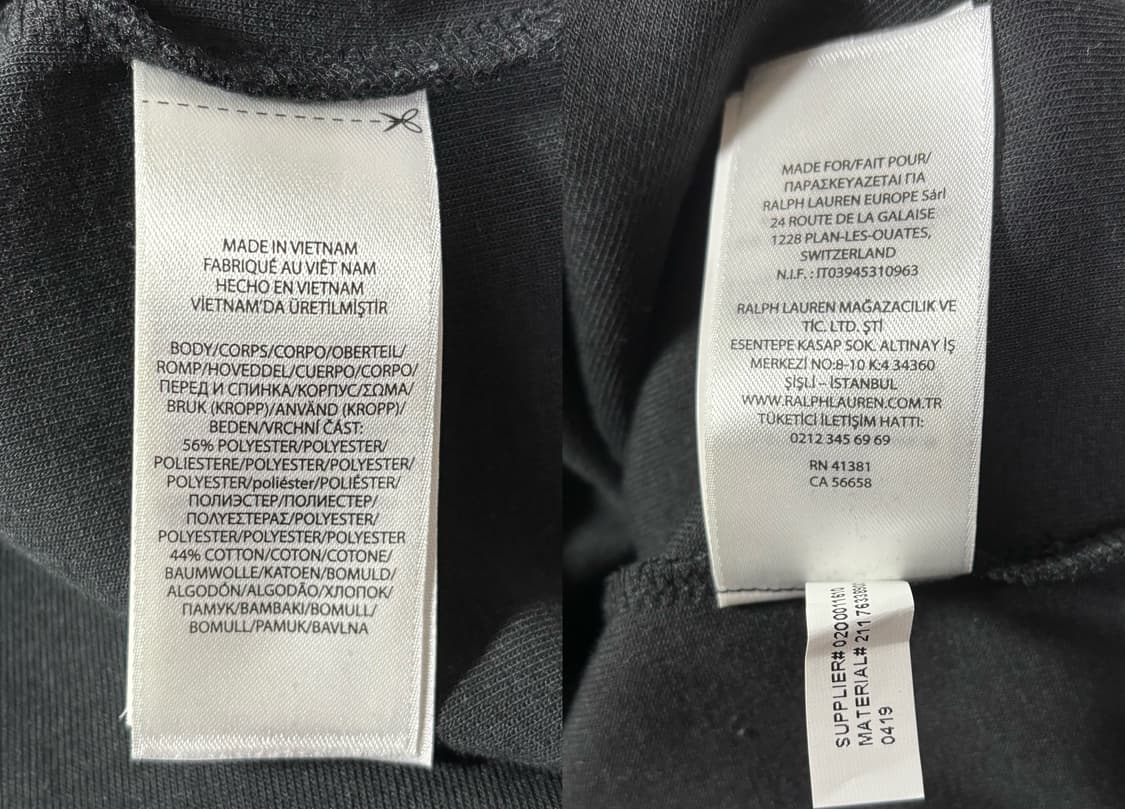 MADE IN VIETNAM
FABRIQUÉ AU VIÊT NAM
HECHO EN VIETNAM
VİETNAM'DA ÜRETİLMİŞTİR
BODY/CORPS/CORPO/OBERTEIL/
ROMP/HOVEDDEL/CUERPO/CORPO/
ПЕРЕД И СПИНКА/КОРПУС/ΣΩΜΑ/
BRUK (KROPP)/ANVÄND (KROPP)/
BEDEN/VRCHNÍ ČÁST:
56% POLYESTER/POLYESTER/
POLIESTERE/POLYESTER/POLYESTER/
POLYESTER/poliéster/POLIÉSTER/
ПОЛИЭСТЕР/ПОЛИЕСТЕР/
ΠΟΛΥΕΣΤΕΡΑΣ/POLYESTER/
POLYESTER/POLYESTER/POLYESTER
44% COTTON/COTON/COTONE/
BAUMWOLLE/KATOEN/BOMULD/
ALGODÓN/ALGODÃO/ХЛОПОК/
ПАМУК/ΒΑΜΒΑΚΙ/BOMULL/
BOMULL/PAMUK/BAVLNA
MADE FOR/FAIT POUR/
ΠΑΡΑΣΚΕΥΑΖΕΤΑΙ ΓΙΑ
RALPH LAUREN EUROPE Sárl
24 ROUTE DE LA GALAISE
1228 PLAN-LES-OUATES,
SWITZERLAND
N.I.F. : IT03945310963
RALPH LAUREN MAĞAZACILIK VE
TİC. LTD. ŞTİ
ESENTEPE KASAP SOK. ALTINAY İŞ
MERKEZİ NO:8-10 K:4 34360
ŞİŞLİ – İSTANBUL
WWW.RALPHLAUREN.COM.TR
TÜKETİCİ İLETİŞİM HATTI:
0212 345 69 69
RN 41381
CA 56658
SUPPLIER# 0200011610
MATERIAL#
0419